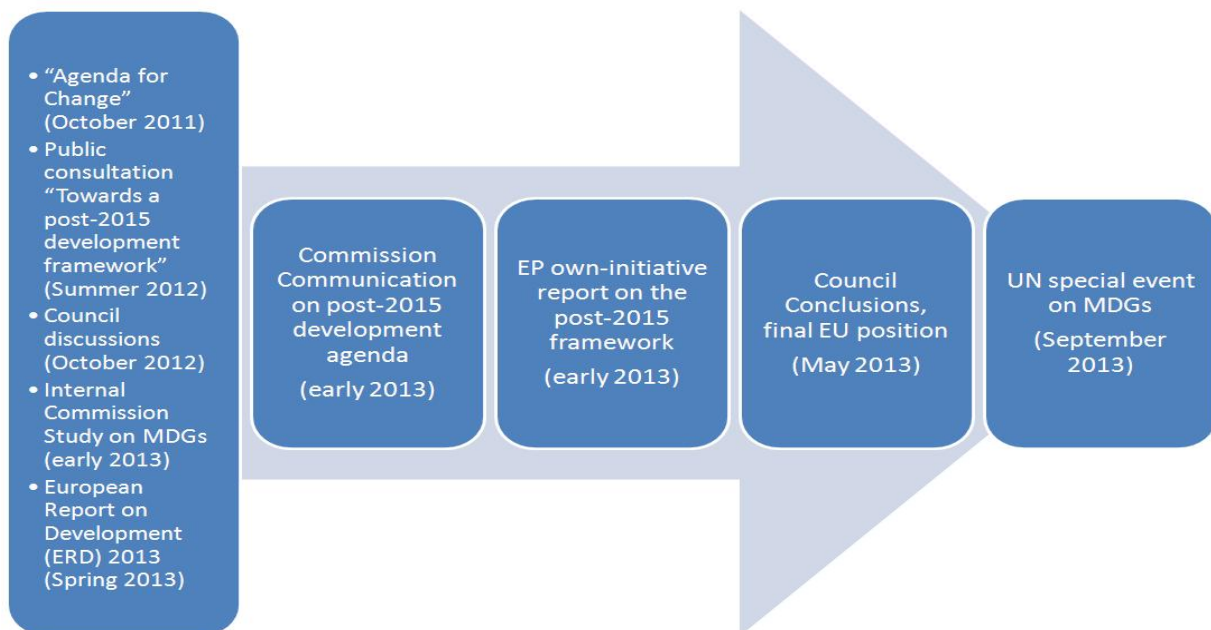 • “Agenda for
Change”
(October 2011)
• Public
consultation
“Towards a
post-2015
development
framework”
(Summer 2012)
• Council
discussions
(October 2012)
• Internal
Commission
Study on MDGs
(early 2013)
• European
Report on
Development
(ERD) 2013
(Spring 2013)
Commission
Communication
on post-2015
development
agenda
(early 2013)
EP own-initiative
report on the
post-2015
framework
(early 2013)
Council
Conclusions,
final EU position
(May 2013)
UN special event
on MDGs
(September
2013)